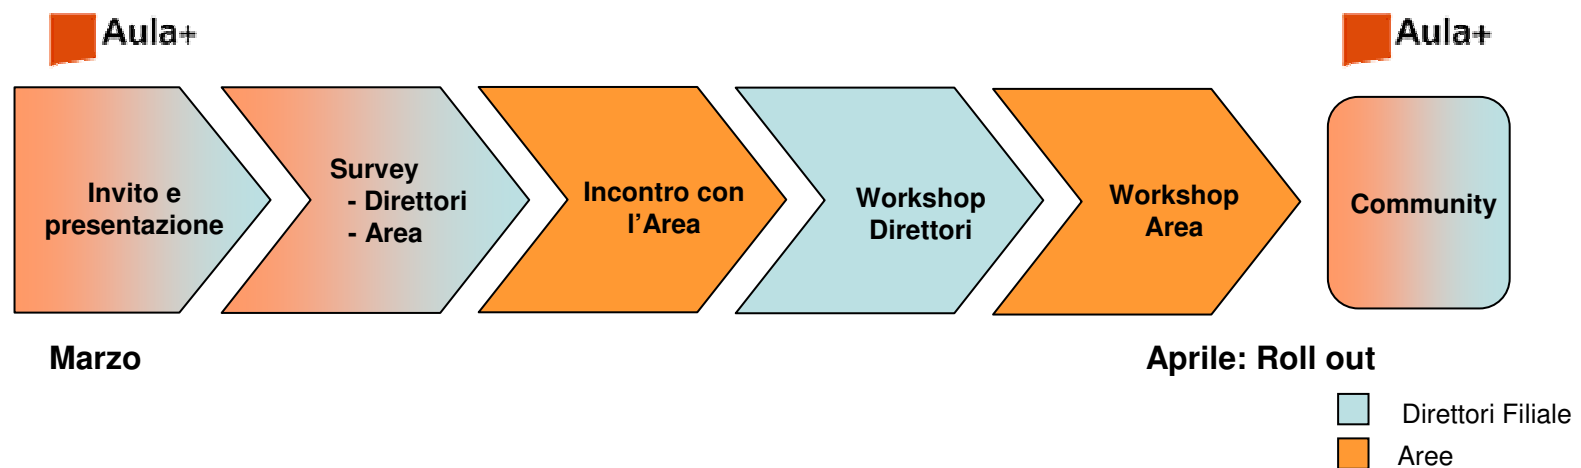 Aula+
Aula+
Invito e
presentazione
Survey
- Direttori
- Area
Incontro con
l'Area
Workshop
Direttori
Workshop
Area
Community
Marzo
Aprile: Roll out
Direttori Filiale
Aree